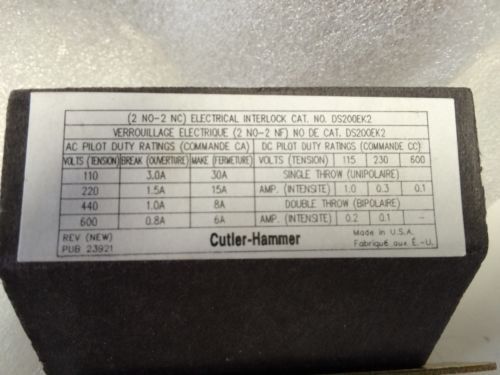 (2 NO-2 NC) ELECTRICAL INTERLOCK CAT. NO. DS200EK2
VERROUILLAGE ELECTRIQUE (2 NO-2 NF) NO DE CAT. DS200EK2
AC PILOT DUTY RATINGS (COMMANDE CA) DC PILOT DUTY RATINGS (COMMANDE CC)
VOLTS (TENSION) BREAK (OUVERTURE) MAKE (FERMETURE) VOLTS (TENSION) 115 230 600
110 3.0A 30A SINGLE THROW (UNIPOLAIRE)
220 1.5A 15A AMP. (INTENSITE) 1.0 0.3 0.1
440 1.0A 8A DOUBLE THROW (BIPOLAIRE)
600 0.8A 6A AMP. (INTENSITE) 0.2 0.1 -
REV (NEW) Cutler-Hammer Made in U.S.A.
PUB 23921 Fabriqué aux É.-U.